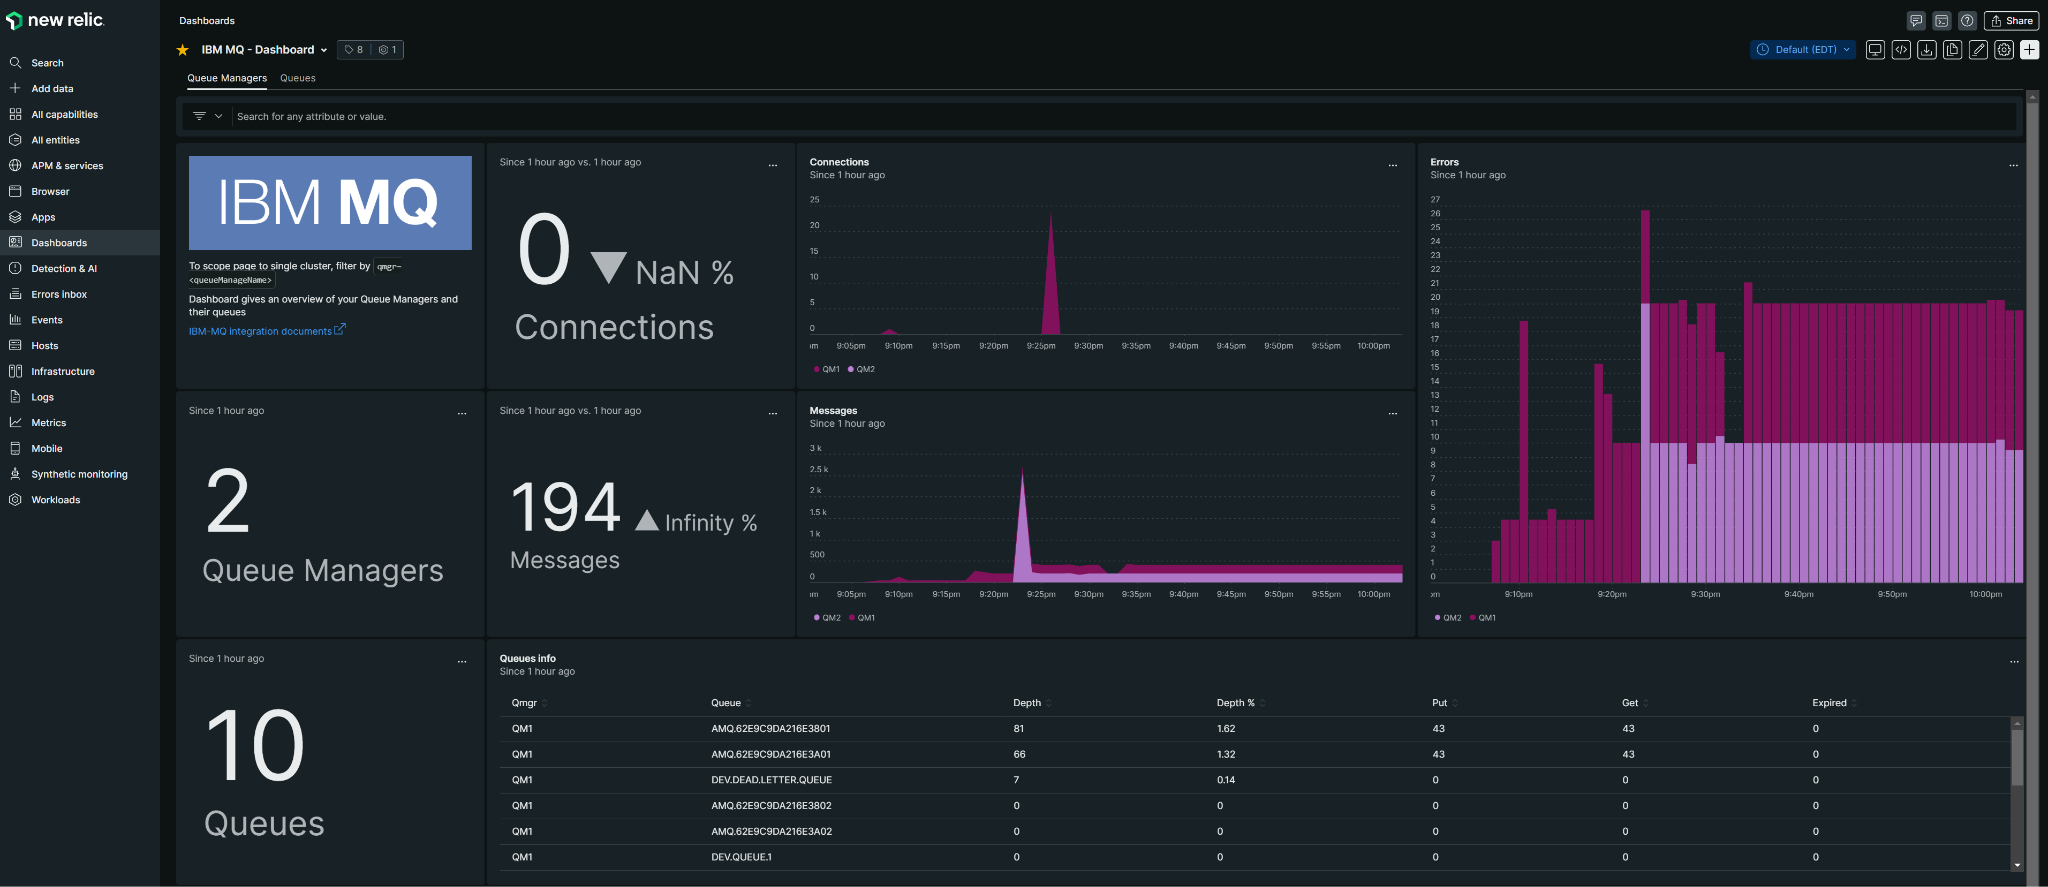 new relic.
Search
Add data
All capabilities
All entities
APM & services
Browser
Apps
Dashboards
Detection & AI
Errors inbox
Events
Hosts
Infrastructure
Logs
Metrics
Mobile
Synthetic monitoring
Workloads
Dashboards
Share
IBM MQ - Dashboard
8
1
Default (EDT)
Queue Managers
Queues
Search for any attribute or value.
IBM MQ
To scope page to single cluster, filter by qmgr-
<queueManageName>
Dashboard gives an overview of your Queue Managers and
their queues
IBM-MQ integration documents
Since 1 hour ago vs. 1 hour ago
...
0 NaN %
Connections
Connections
...
Since 1 hour ago
25
20
15
10
5
0
9:05pm 9:10pm 9:15pm 9:20pm 9:25pm 9:30pm 9:35pm 9:40pm 9:45pm 9:50pm 9:55pm 10:00pm
QM1 QM2
Errors
...
Since 1 hour ago
27
26
25
24
23
22
21
20
19
18
17
16
15
14
13
12
11
10
9
8
7
6
5
4
3
2
1
0
9:10pm 9:20pm 9:30pm 9:40pm 9:50pm 10:00pm
QM2 QM1
Since 1 hour ago
...
2
Queue Managers
Since 1 hour ago vs. 1 hour ago
...
194 Infinity %
Messages
Messages
...
Since 1 hour ago
3 k
2.5 k
2 k
1.5 k
1 k
500
0
9:05pm 9:10pm 9:15pm 9:20pm 9:25pm 9:30pm 9:35pm 9:40pm 9:45pm 9:50pm 9:55pm 10:00pm
QM2 QM1
Since 1 hour ago
...
10
Queues
Queues info
...
Since 1 hour ago
Qmgr Queue Depth Depth % Put Get Expired
QM1 AMQ.62E9C9DA216E3801 81 1.62 43 43 0
QM1 AMQ.62E9C9DA216E3A01 66 1.32 43 43 0
QM1 DEV.DEAD.LETTER.QUEUE 7 0.14 0 0 0
QM1 AMQ.62E9C9DA216E3802 0 0 0 0 0
QM1 AMQ.62E9C9DA216E3A02 0 0 0 0 0
QM1 DEV.QUEUE.1 0 0 0 0 0